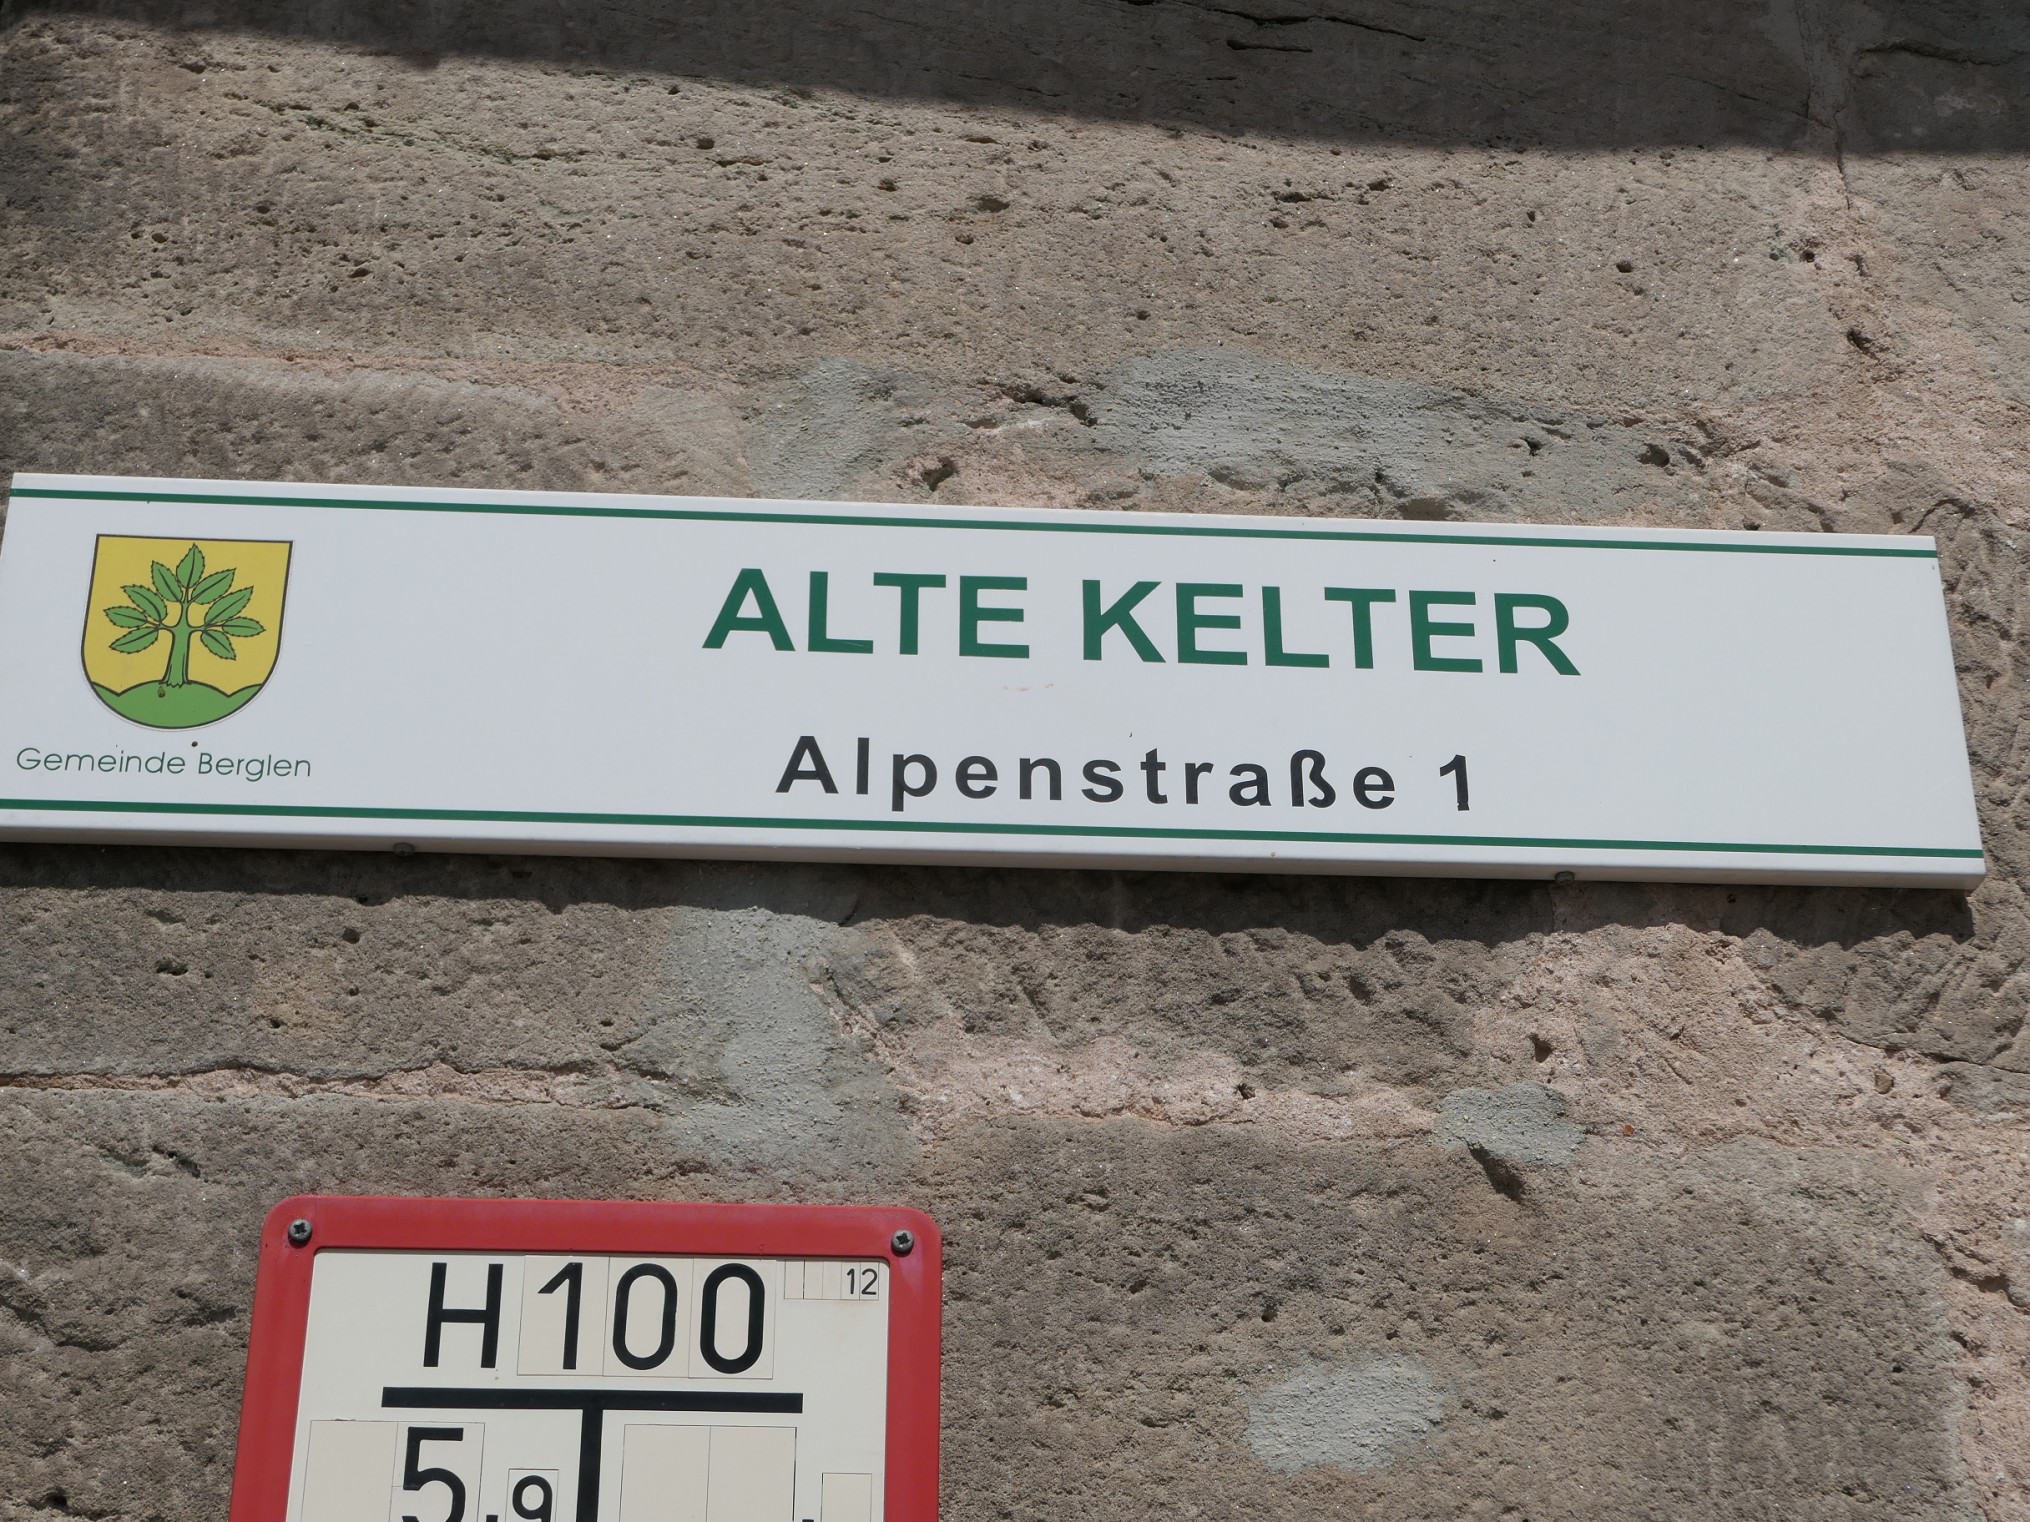 ALTE KELTER
Alpenstraße 1
Gemeinde Berglen
H100
12
5,9